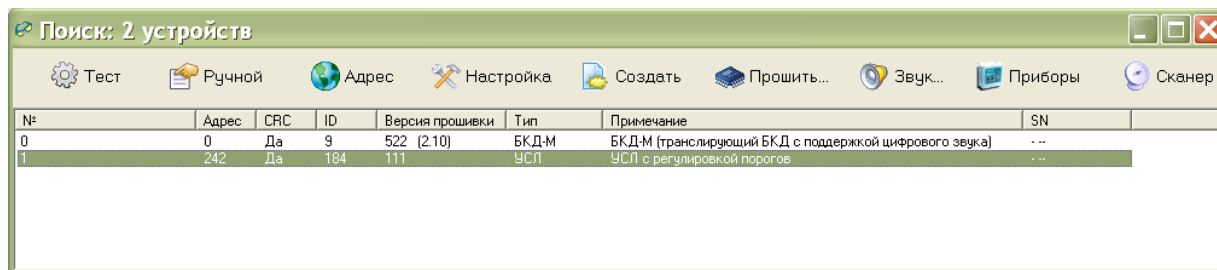 Поиск: 2 устройств
Тест Ручной Адрес Настройка Создать Прошить... Звук... Приборы Сканер
№ Адрес CRC ID Версия прошивки Тип Примечание SN
0 0 Да 9 522 (2.10) БКД-М БКД-М (транслирующий БКД с поддержкой цифрового звука) - --
1 242 Да 184 111 УСЛ УСЛ с регулировкой порогов - --